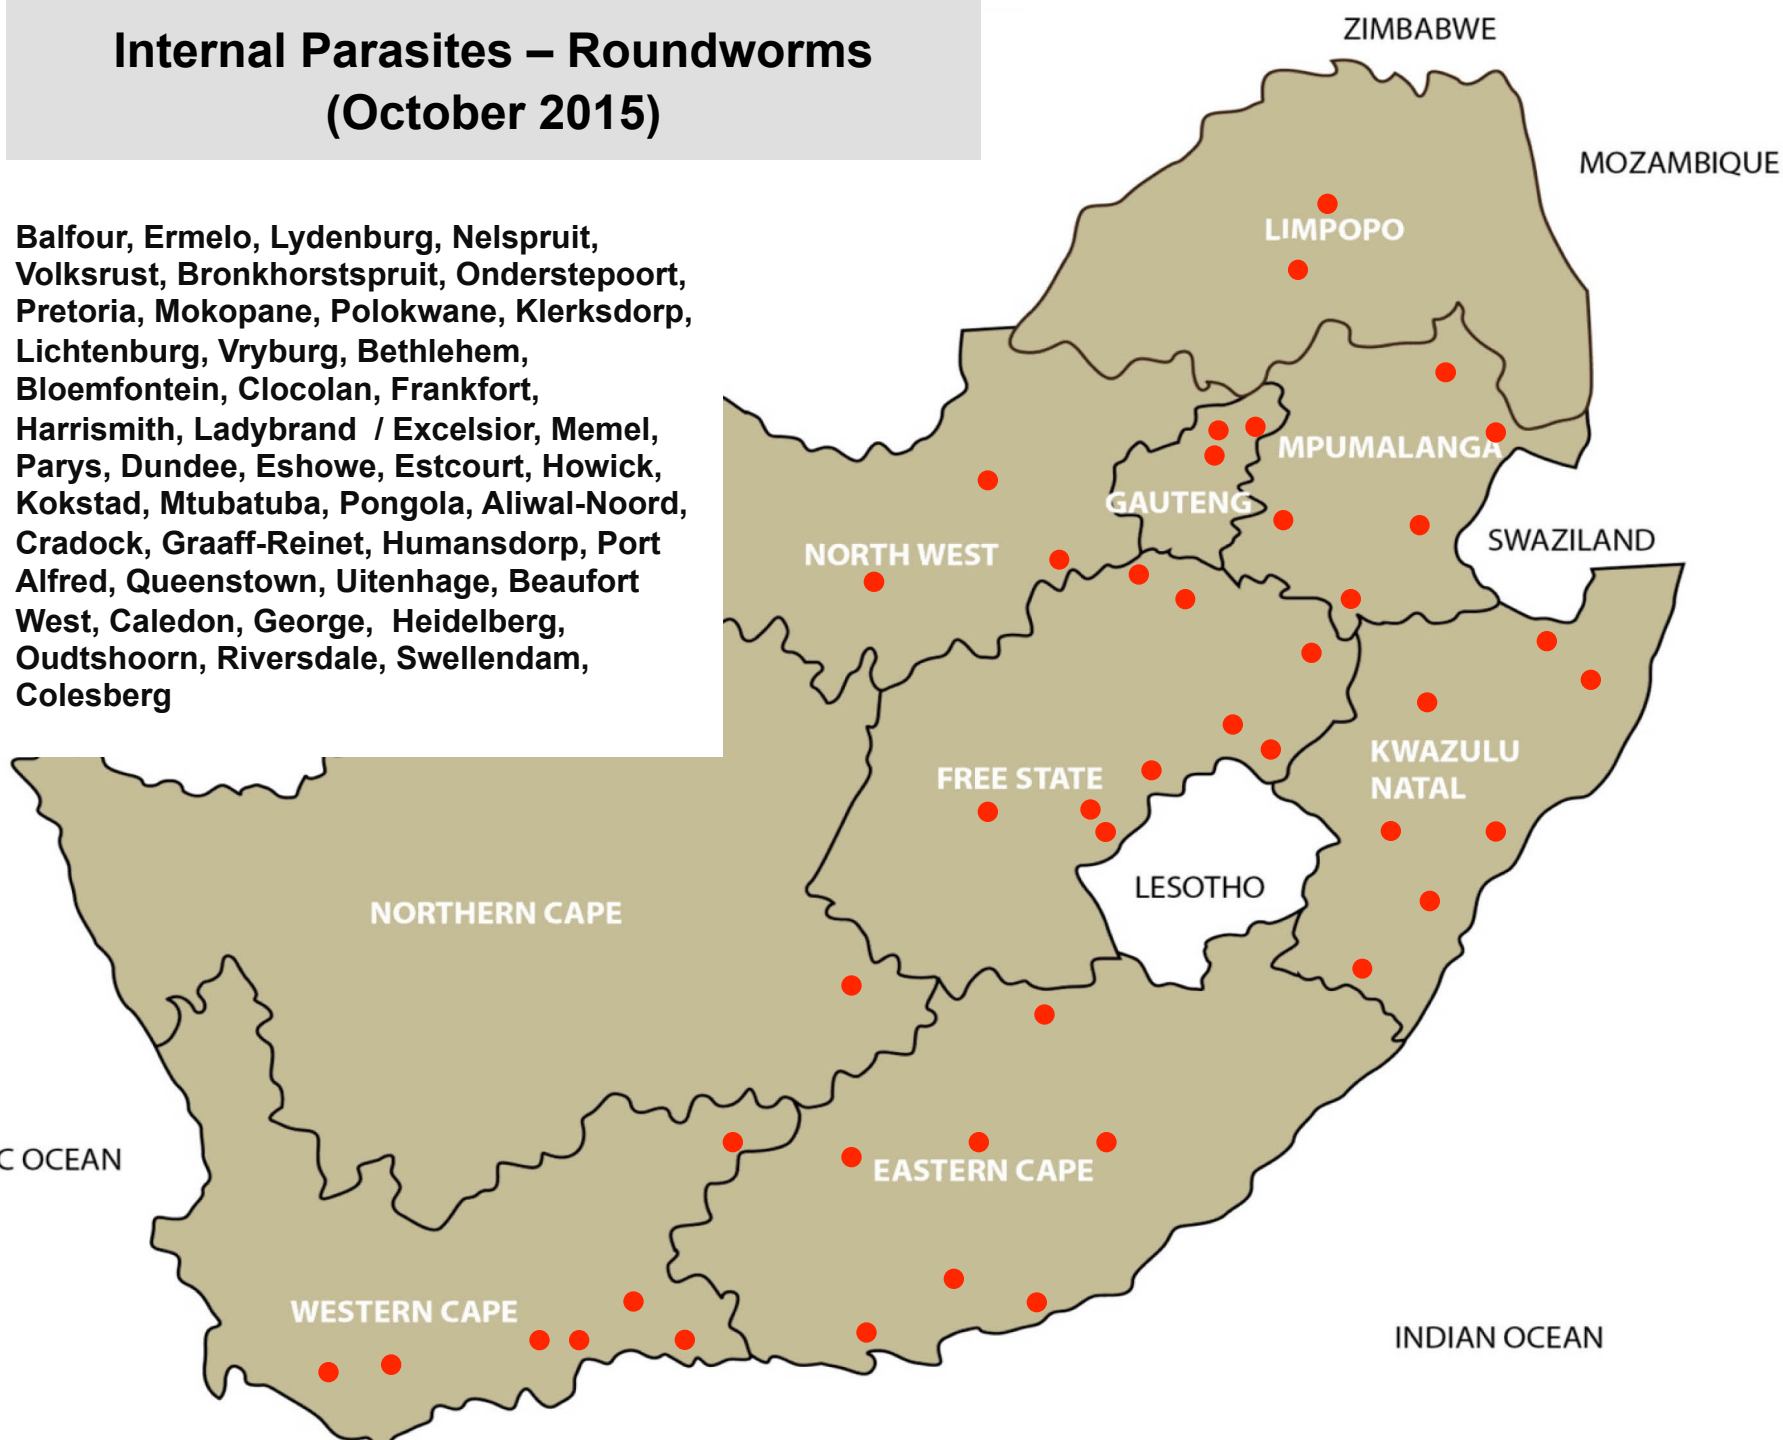 Internal Parasites – Roundworms
(October 2015)
Balfour, Ermelo, Lydenburg, Nelspruit,
Volksrust, Bronkhorstspruit, Onderstepoort,
Pretoria, Mokopane, Polokwane, Klerksdorp,
Lichtenburg, Vryburg, Bethlehem,
Bloemfontein, Clocolan, Frankfort,
Harrismith, Ladybrand  / Excelsior, Memel,
Parys, Dundee, Eshowe, Estcourt, Howick,
Kokstad, Mtubatuba, Pongola, Aliwal-Noord,
Cradock, Graaff-Reinet, Humansdorp, Port
Alfred, Queenstown, Uitenhage, Beaufort
West, Caledon, George,  Heidelberg,
Oudtshoorn, Riversdale, Swellendam,
Colesberg
ZIMBABWE
MOZAMBIQUE
LIMPOPO
MPUMALANGA
GAUTENG
SWAZILAND
NORTH WEST
KWAZULU
NATAL
FREE STATE
LESOTHO
NORTHERN CAPE
C OCEAN
EASTERN CAPE
WESTERN CAPE
INDIAN OCEAN